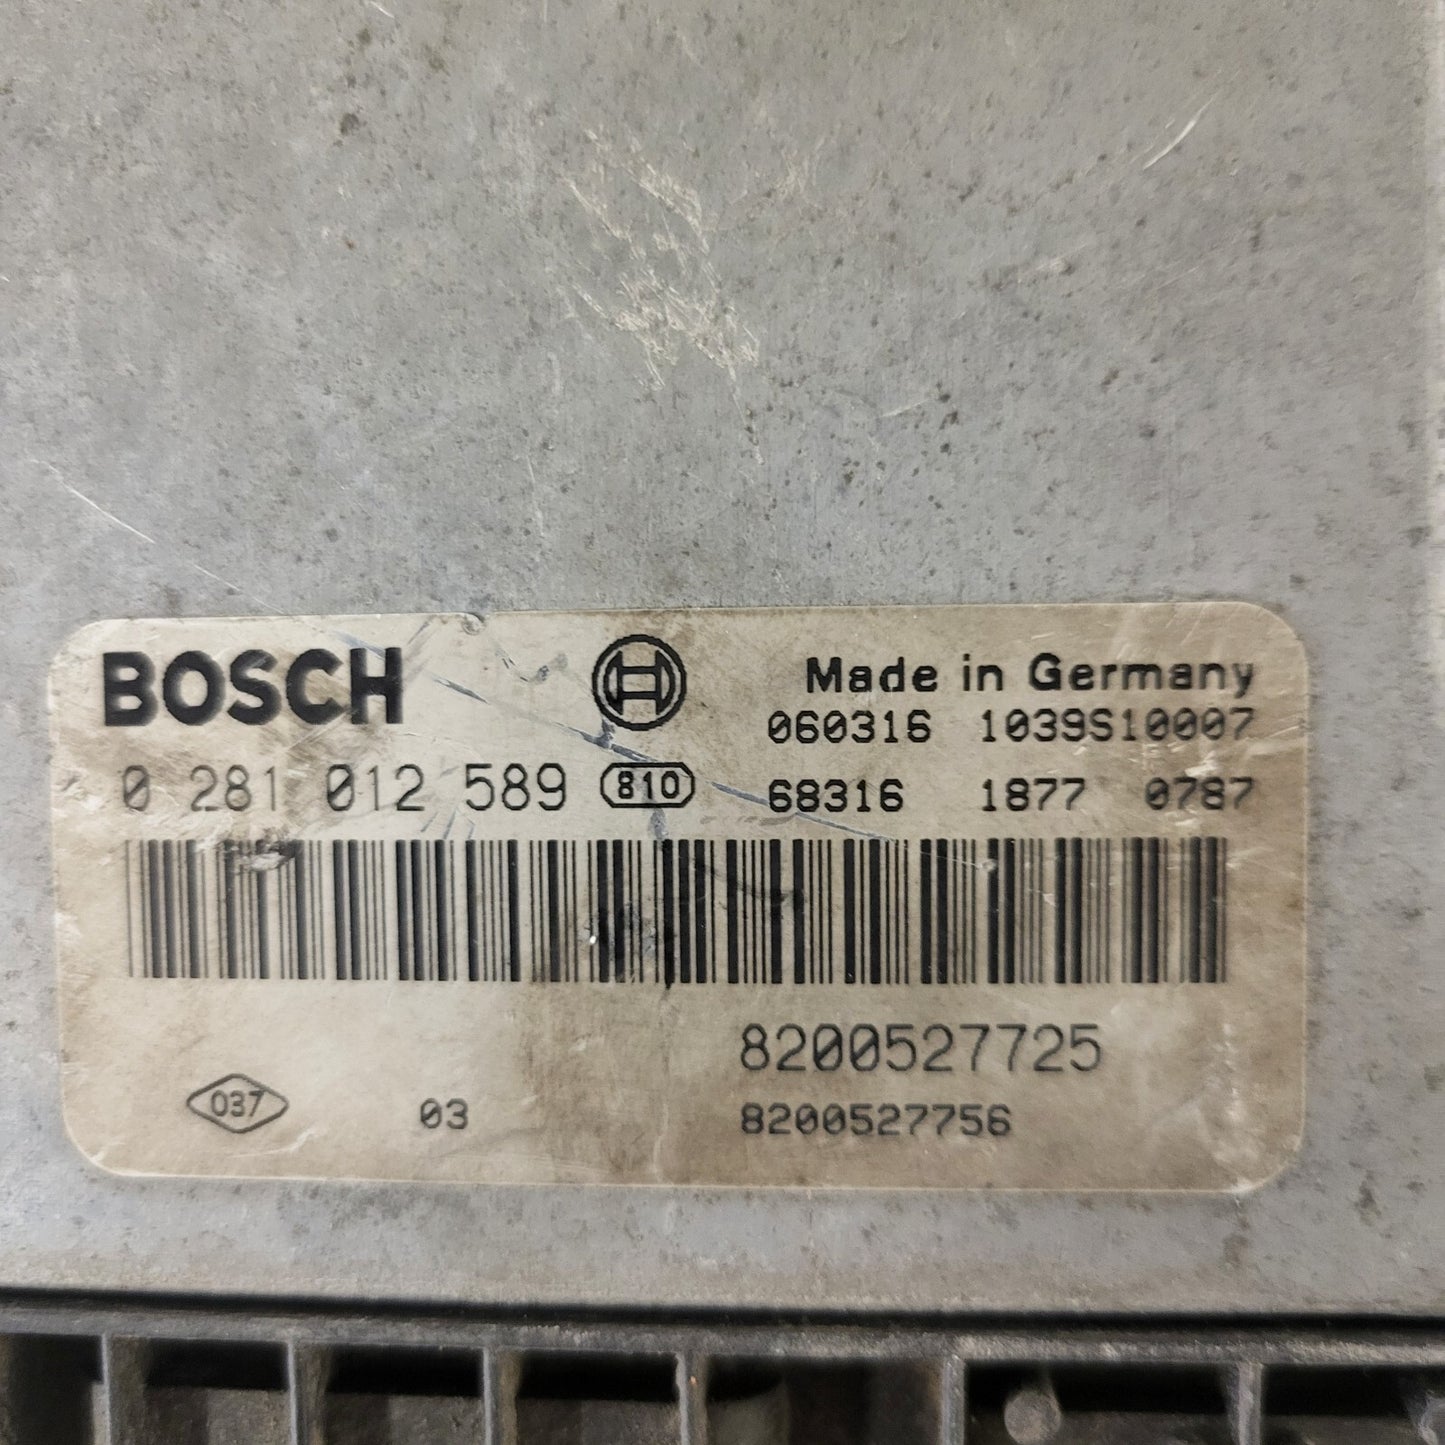 BOSCH Made in Germany
060316 1039S10007
0 281 012 589 810 68316 1877 0787
8200527725
037 03 8200527756